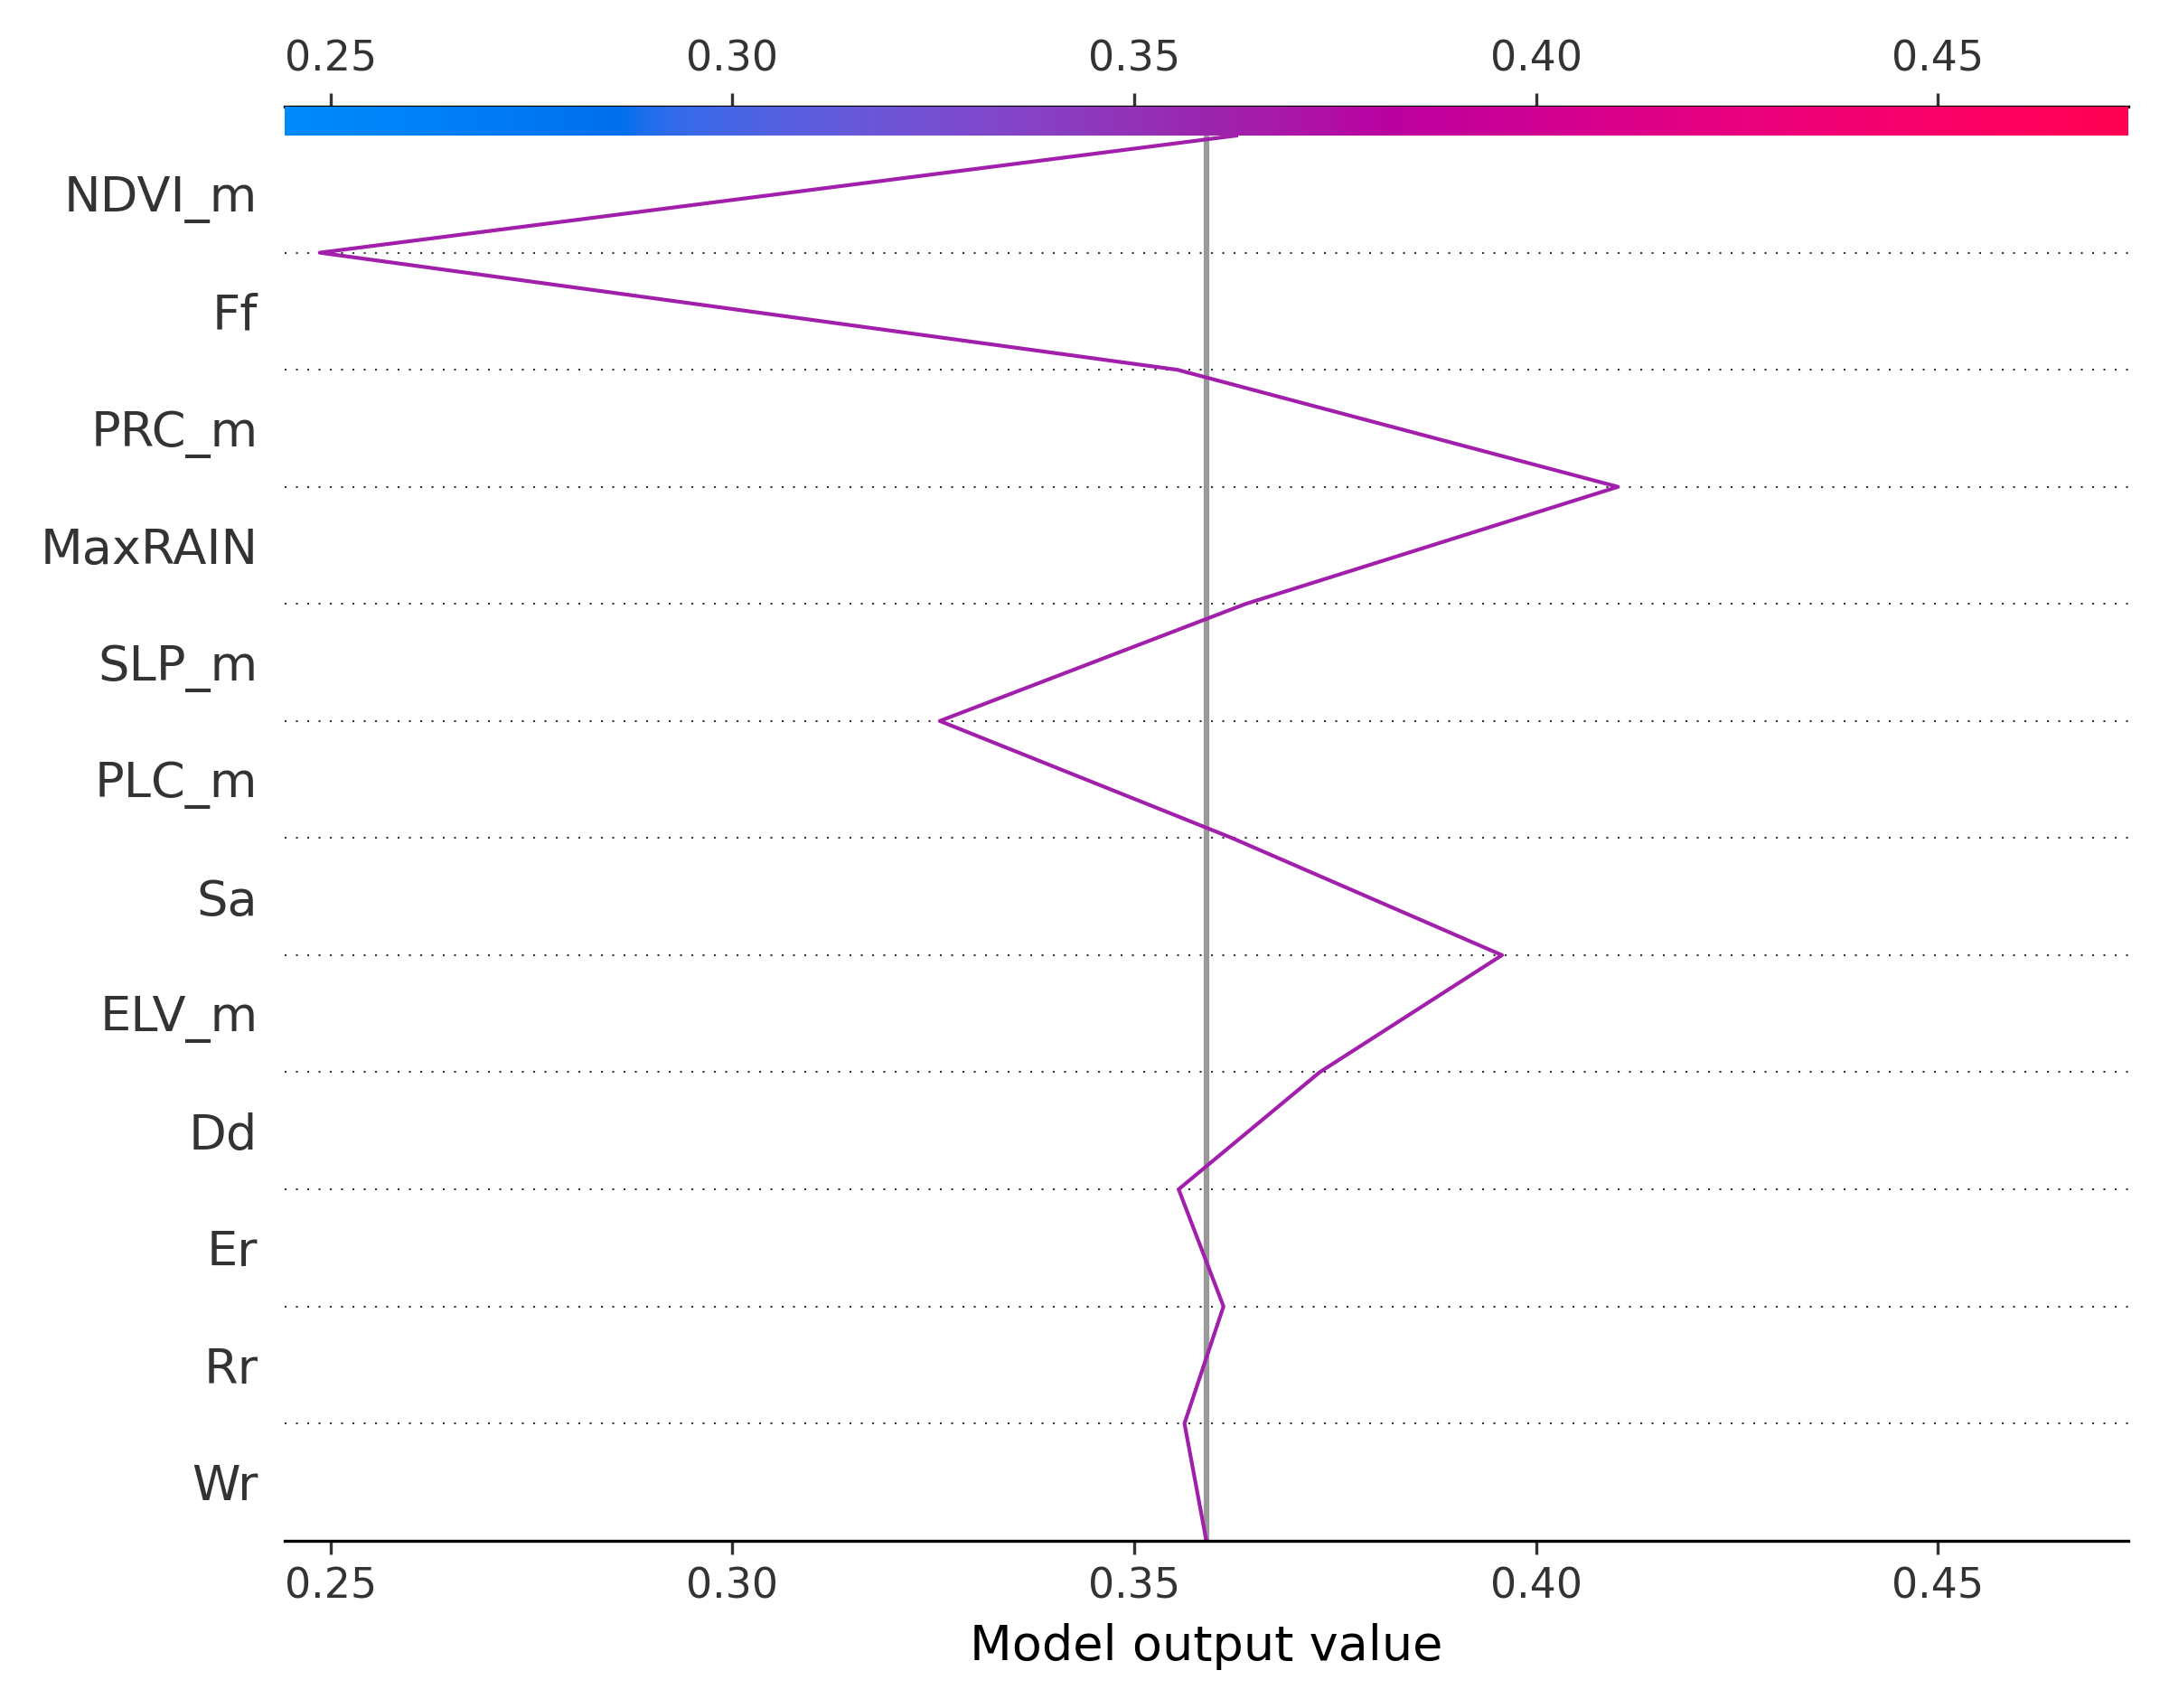 0.25 0.30 0.35 0.40 0.45
NDVI_m
Ff
PRC_m
MaxRAIN
SLP_m
PLC_m
Sa
ELV_m
Dd
Er
Rr
Wr
0.25 0.30 0.35 0.40 0.45
Model output value